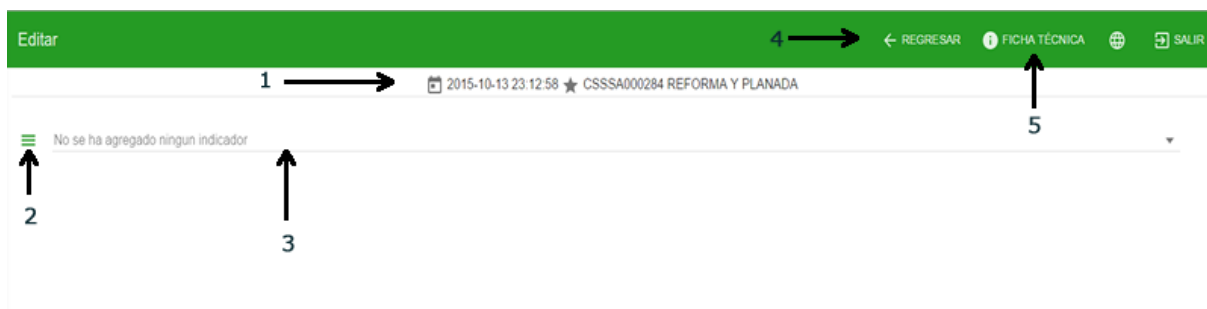 Editar
4
REGRESAR
FICHA TÉCNICA
SALIR
1
2015-10-13 23:12:58 CSSSA000284 REFORMA Y PLANADA
5
No se ha agregado ningun indicador
2
3